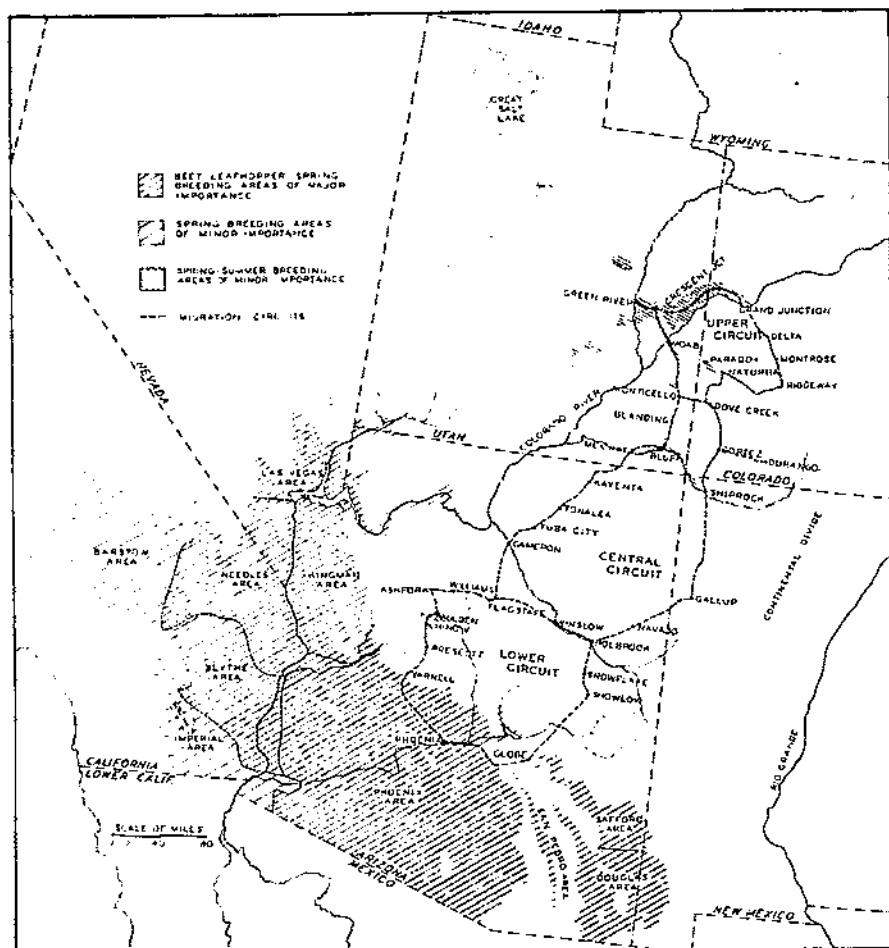 IDAHO
GREAT
SALT
LAKE
WYOMING
BEET LEAFHOPPER SPRING
BREEDING AREAS OF MAJOR
IMPORTANCE
SPRING BREEDING AREAS
OF MINOR IMPORTANCE
SPRING-SUMMER BREEDING
AREAS OF MINOR IMPORTANCE
MIGRATION CIRCUITS
NEVADA
CRESCENT
GREEN RIVER
GRAND JUNCTION
UPPER
CIRCUIT
DELTA
MOAB
PARADOX
MONTROSE
NATURITA
RIDGEWAY
MONTICELLO
DOVE CREEK
COLORADO RIVER
BLANDING
UTAH
BLUFF
CORTEZ
DURANGO
COLORADO
LAS VEGAS
AREA
KAYENTA
SHIPROCK
TONALEA
TUBA CITY
CAMERON
CENTRAL
CIRCUIT
CONTINENTAL DIVIDE
BARSTOW
AREA
NEEDLES
AREA
KINGMAN
AREA
ASHFORK
WILLIAMS
FLAGSTAFF
GALLUP
WINSLOW
NAVAJO
HOLBROOK
PRESCOTT
LOWER
CIRCUIT
BLYTHE
AREA
YARNELL
SNOWFLAKE
SHOWLOW
IMPERIAL
AREA
PHOENIX
GLOBE
RIO GRANDE
CALIFORNIA
LOWER CALIF.
PHOENIX
AREA
SCALE OF MILES
40 80
SAN PEDRO AREA
SAFFORD
AREA
ARIZONA
MEXICO
DOUGLAS
AREA
NEW MEXICO
MEXICO